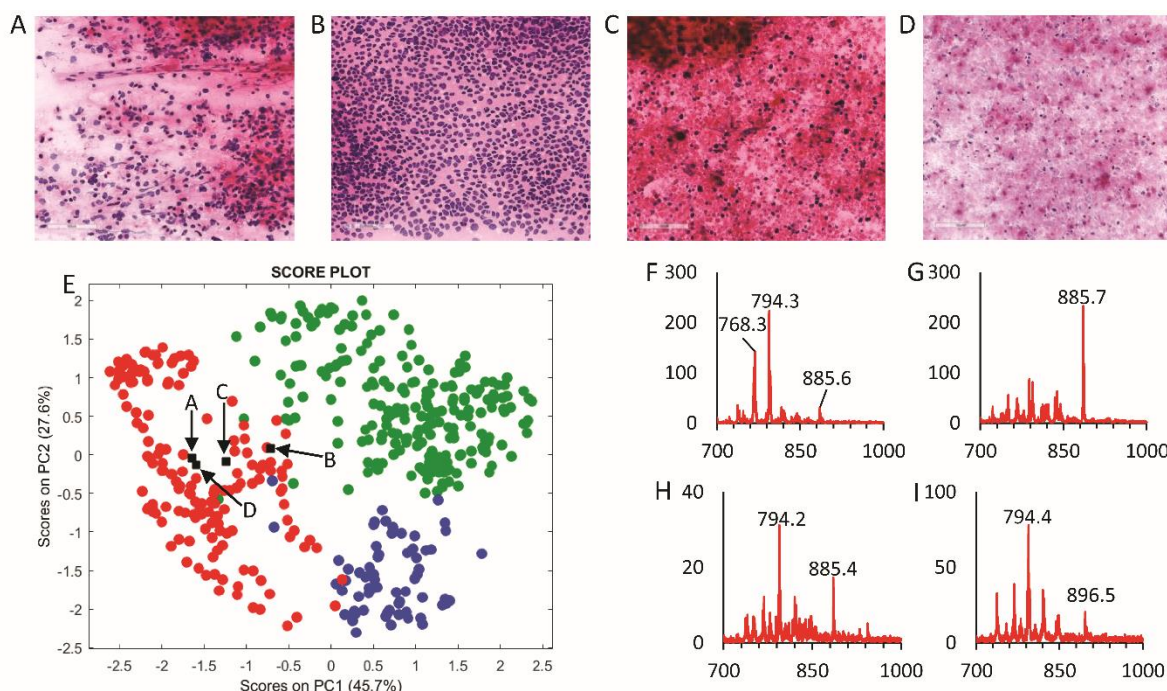 A
B
C
D
E
SCORE PLOT
2
1.5
1
0.5
0
-0.5
-1
-1.5
-2
-2.5
Scores on PC2 (27.6%)
A
C
B
D
-2.5 -2 -1.5 -1 -0.5 0 0.5 1 1.5 2 2.5
Scores on PC1 (45.7%)
F
300
200
100
0
768.3
794.3
885.6
700 850 1000
G
300
200
100
0
885.7
700 850 1000
H
40
20
0
794.2
885.4
700 850 1000
I
100
50
0
794.4
896.5
700 850 1000